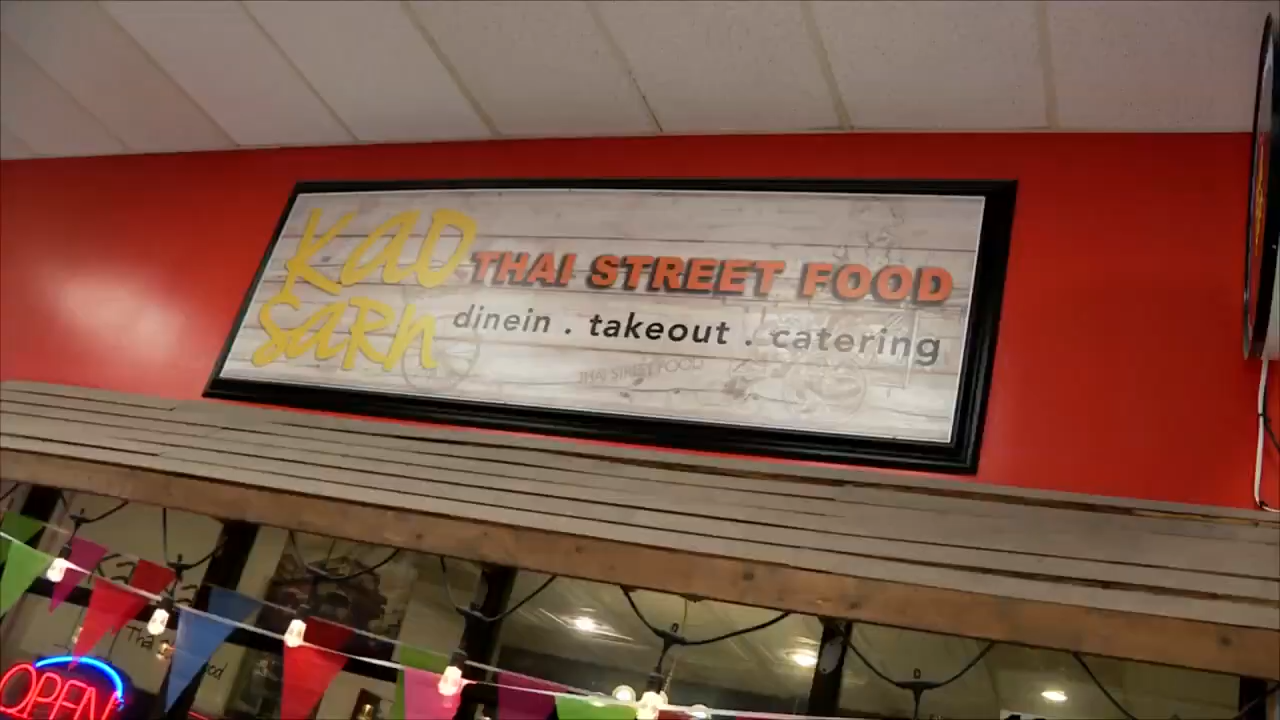 KAO
SARN
THAI STREET FOOD
dinein . takeout . catering
THAI STREET FOOD
OPEN